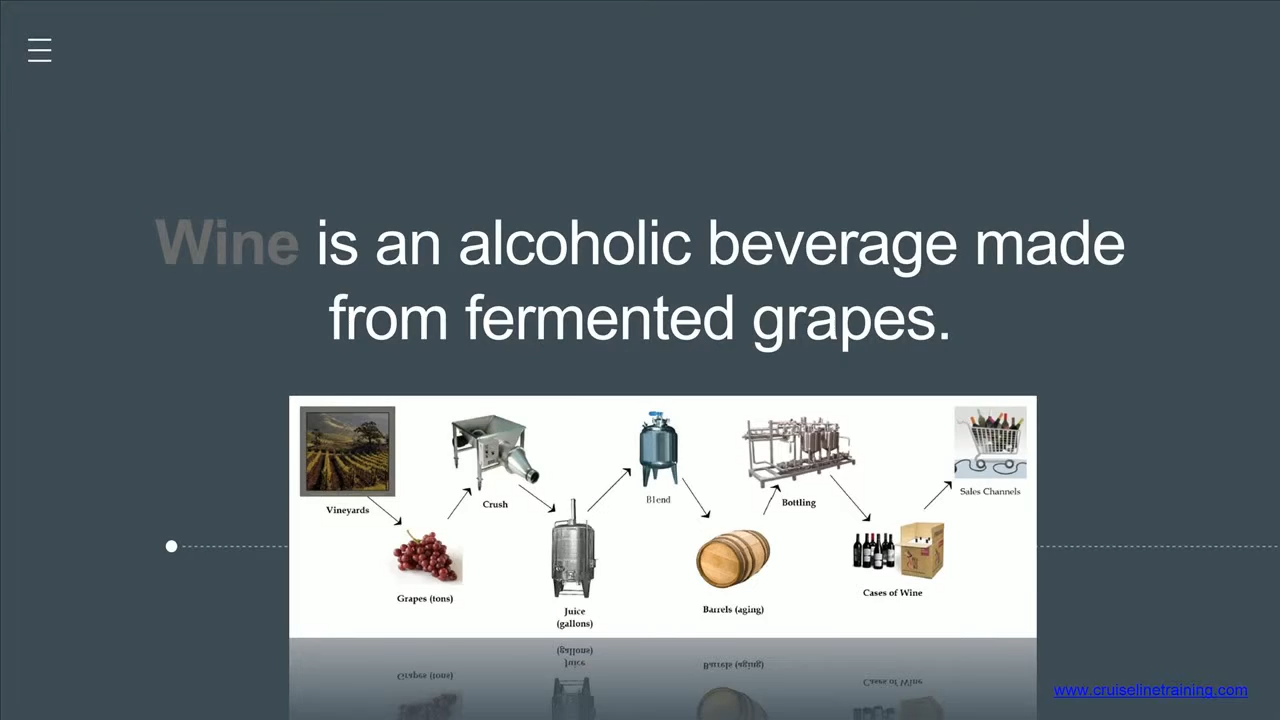 Wine is an alcoholic beverage made
from fermented grapes.
Vineyards
Grapes (tons)
Crush
Juice
(gallons)
Blend
Barrels (aging)
Bottling
Cases of Wine
Sales Channels
www.cruiselinetraining.com